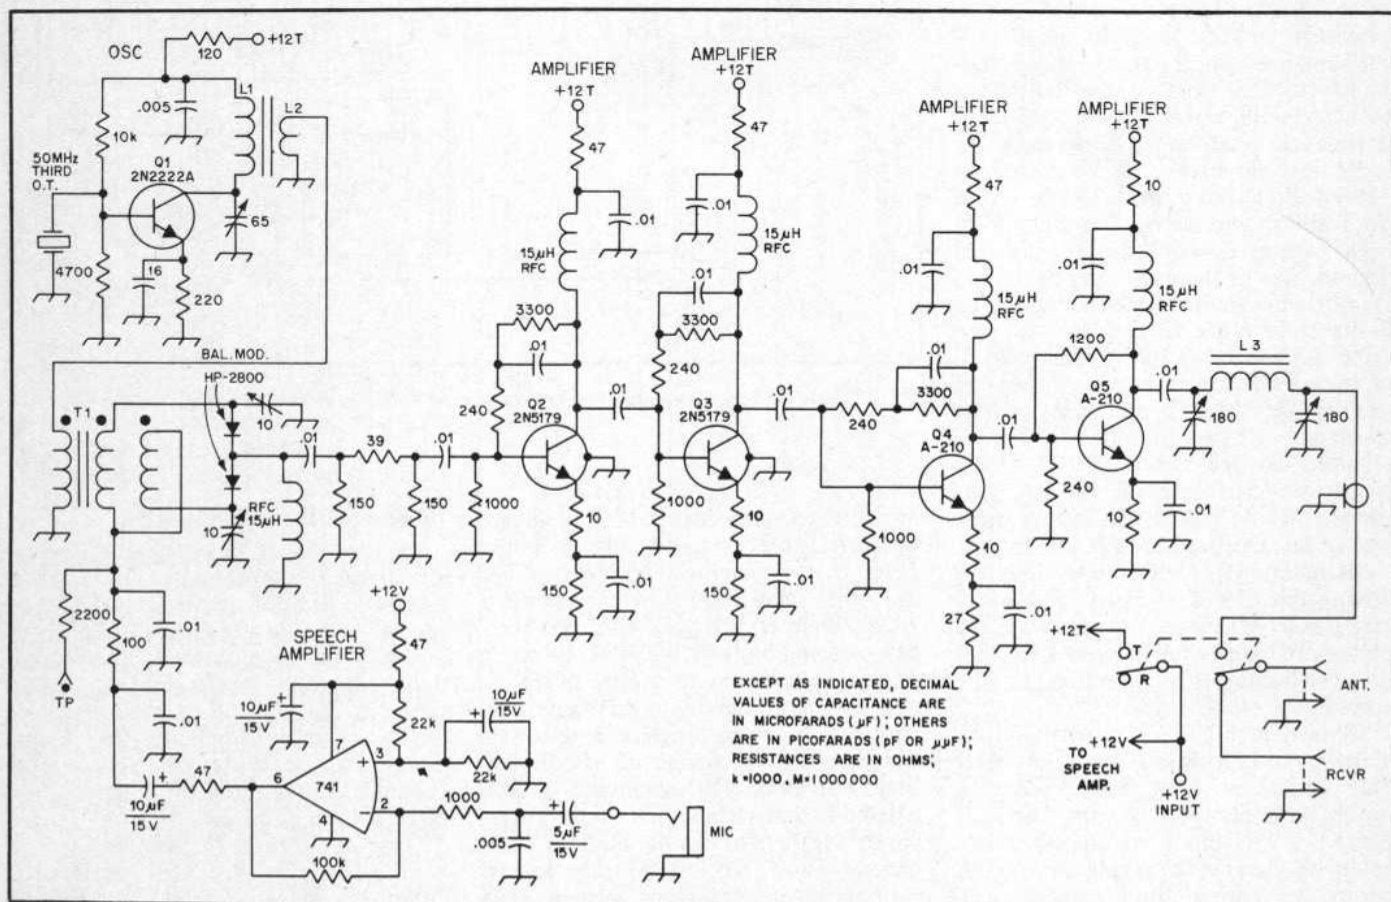 OSC
120
+12T
L1
L2
.005
10k
50MHz
THIRD
O.T.
Q1
2N2222A
65
4700
16
220
BAL. MOD.
HP-2800
T1
10
.01
39
.01
150
150
1000
RFC
15µH
10
2200
100
.01
.01
TP
AMPLIFIER
+12T
47
.01
15µH
RFC
3300
.01
240
Q2
2N5179
.01
10
150
.01
AMPLIFIER
+12T
47
.01
15µH
RFC
.01
3300
240
Q3
2N5179
.01
1000
10
150
.01
AMPLIFIER
+12T
47
.01
15µH
RFC
.01
3300
240
Q4
A-210
.01
1000
10
27
.01
AMPLIFIER
+12T
10
.01
15µH
RFC
1200
Q5
A-210
.01
240
10
.01
L3
180
180
+12V
SPEECH
AMPLIFIER
47
10µF
15V
22k
+
10µF
15V
+
22k
7
3
+
6
741
2
–
4
100k
10µF
15V
+
47
1000
.005
+
5µF
15V
MIC
EXCEPT AS INDICATED, DECIMAL
VALUES OF CAPACITANCE ARE
IN MICROFARADS (µF); OTHERS
ARE IN PICOFARADS (pF OR µµF);
RESISTANCES ARE IN OHMS;
k=1000, M=1000000
+12T
T
R
+12V
TO
SPEECH
AMP.
+12V
INPUT
ANT.
RCVR